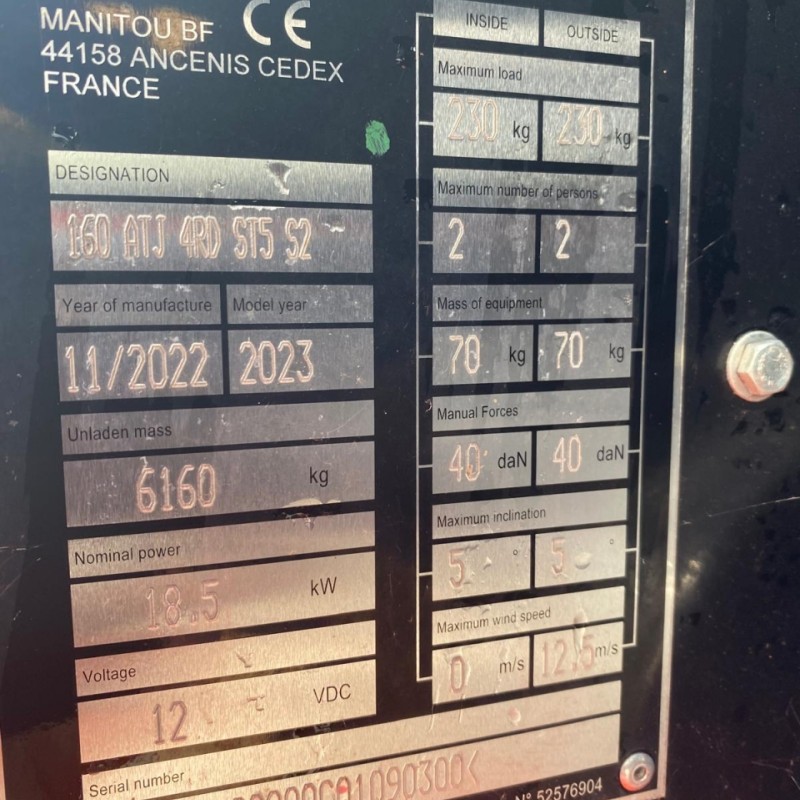 MANITOU BF CE
44158 ANCENIS CEDEX
FRANCE
DESIGNATION
160 ATJ 4RD ST5 S2
Year of manufacture Model year
11/2022 2023
Unladen mass
6160 kg
Nominal power
18.5 kW
Voltage
12 VDC
Serial number
INSIDE OUTSIDE
Maximum load
230 kg 230 kg
Maximum number of persons
2 2
Mass of equipment
70 kg 70 kg
Manual Forces
40 daN 40 daN
Maximum inclination
5 ° 5 °
Maximum wind speed
0 m/s 12.5 m/s
N° 52576904